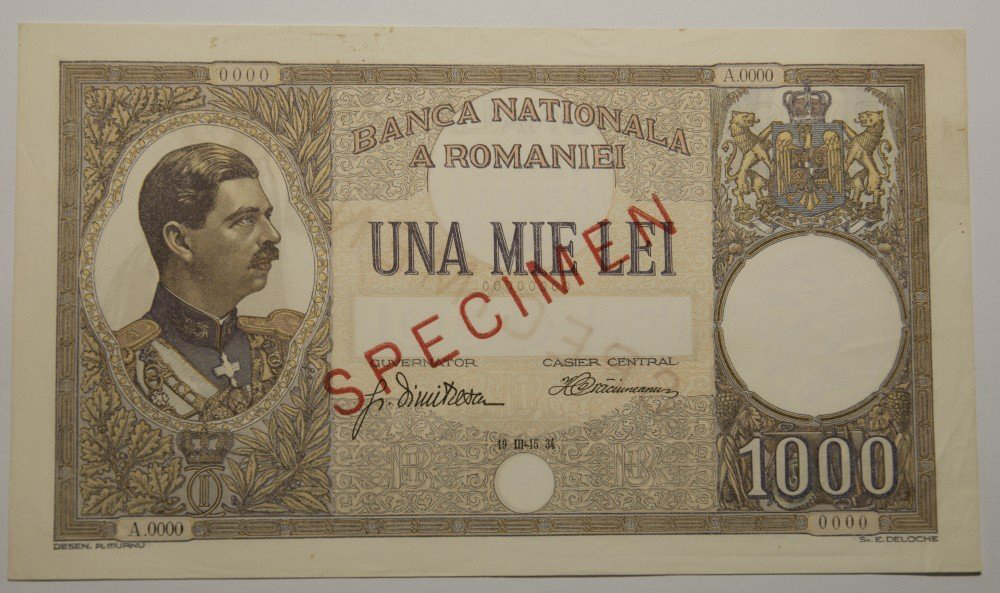 0000
A.0000
BANCA NATIONALA
A ROMANIEI
UNA MIE LEI
SPECIMEN
GUVERNATOR
CASIER CENTRAL
G. Dimitrescu
19 III-15 34
1000
A.0000
0000
DESEN. A. MURNU
Sc. E. DELOCHE